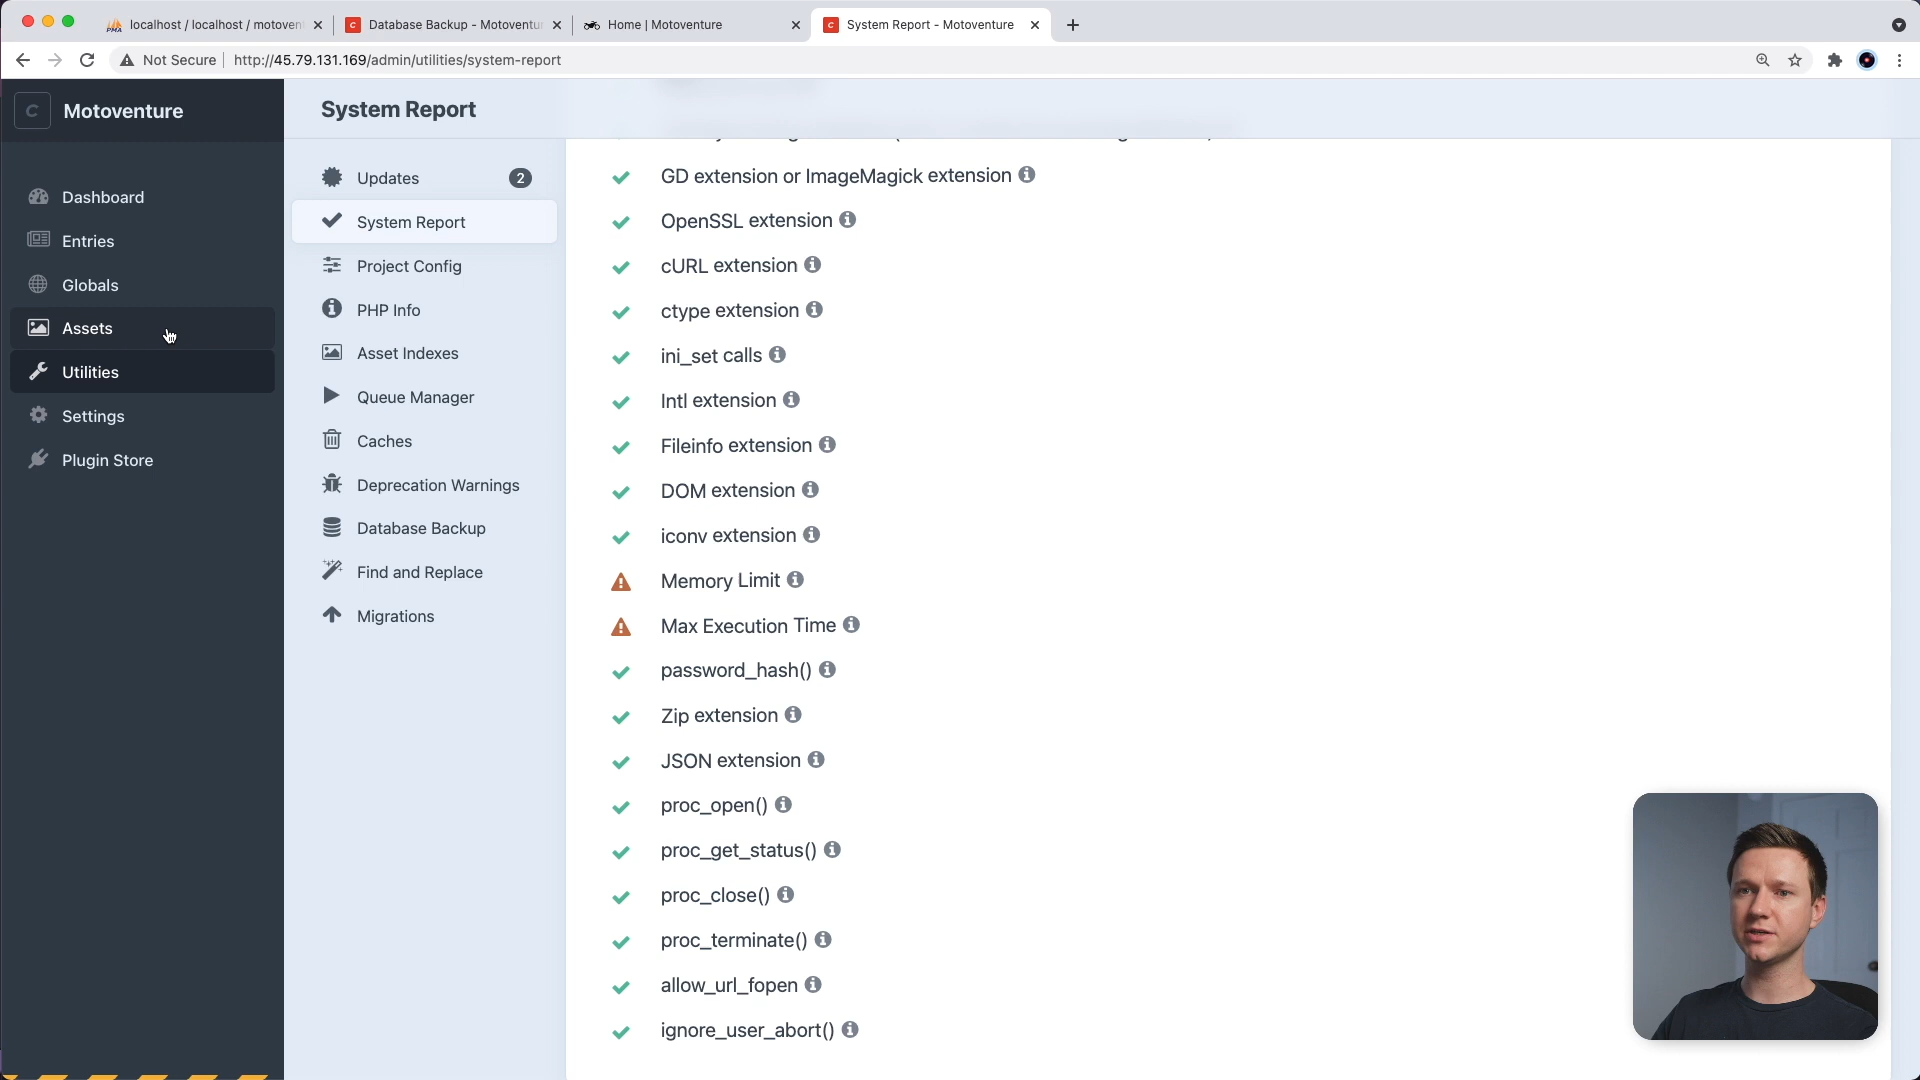 localhost / localhost / motoven
Database Backup - Motoventu
Home | Motoventure
System Report - Motoventure
Not Secure
http://45.79.131.169/admin/utilities/system-report
C
Motoventure
System Report
Dashboard
Entries
Globals
Assets
Utilities
Settings
Plugin Store
Updates
2
System Report
Project Config
PHP Info
Asset Indexes
Queue Manager
Caches
Deprecation Warnings
Database Backup
Find and Replace
Migrations
GD extension or ImageMagick extension
OpenSSL extension
cURL extension
ctype extension
ini_set calls
Intl extension
Fileinfo extension
DOM extension
iconv extension
Memory Limit
Max Execution Time
password_hash()
Zip extension
JSON extension
proc_open()
proc_get_status()
proc_close()
proc_terminate()
allow_url_fopen
ignore_user_abort()